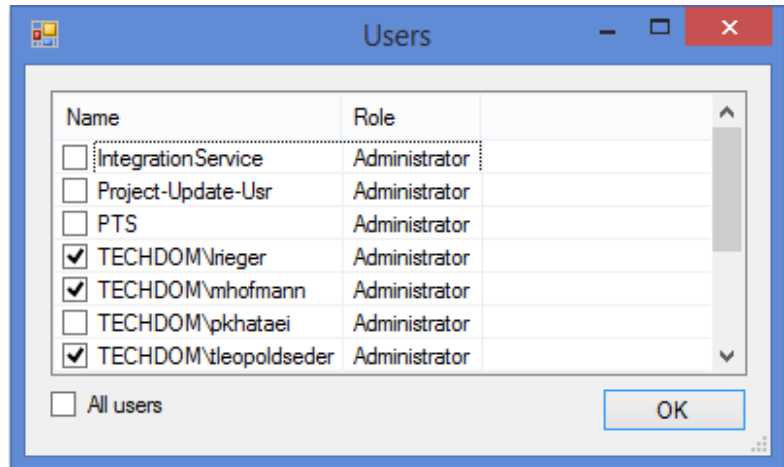 Users
Name Role
IntegrationService Administrator
Project-Update-Usr Administrator
PTS Administrator
TECHDOM\lrieger Administrator
TECHDOM\mhofmann Administrator
TECHDOM\pkhataei Administrator
TECHDOM\tleopoldseder Administrator
All users OK